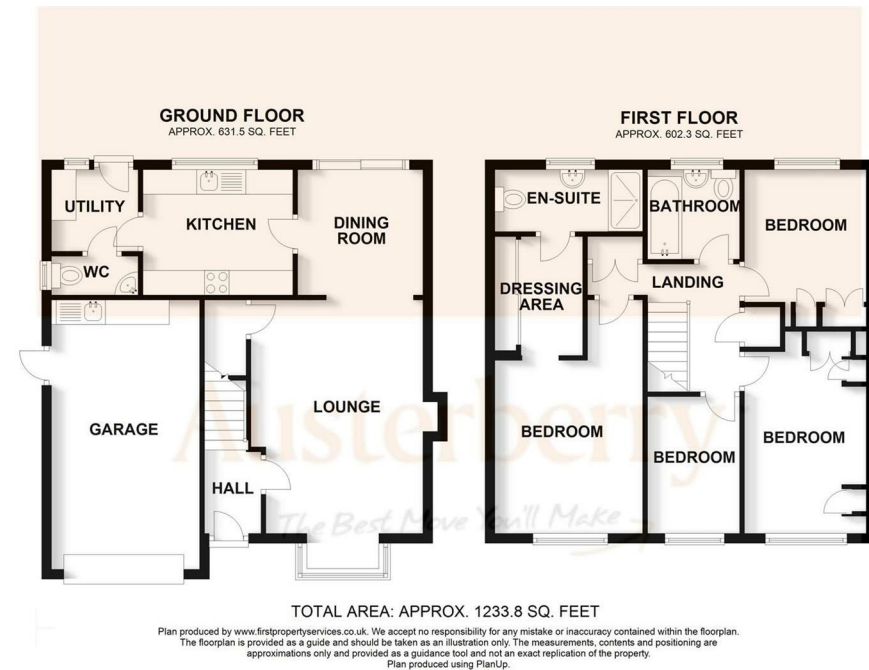 GROUND FLOOR
APPROX. 631.5 SQ. FEET
UTILITY
KITCHEN
DINING
ROOM
WC
GARAGE
LOUNGE
HALL
FIRST FLOOR
APPROX. 602.3 SQ. FEET
EN-SUITE
BATHROOM
BEDROOM
DRESSING
AREA
LANDING
BEDROOM
BEDROOM
BEDROOM
Austerberry
The Best Move You'll Make
TOTAL AREA: APPROX. 1233.8 SQ. FEET
Plan produced by www.firstpropertyservices.co.uk. We accept no responsibility for any mistake or inaccuracy contained within the floorplan.
The floorplan is provided as a guide and should be taken as an illustration only. The measurements, contents and positioning are
approximations only and provided as a guidance tool and not an exact replication of the property.
Plan produced using PlanUp.